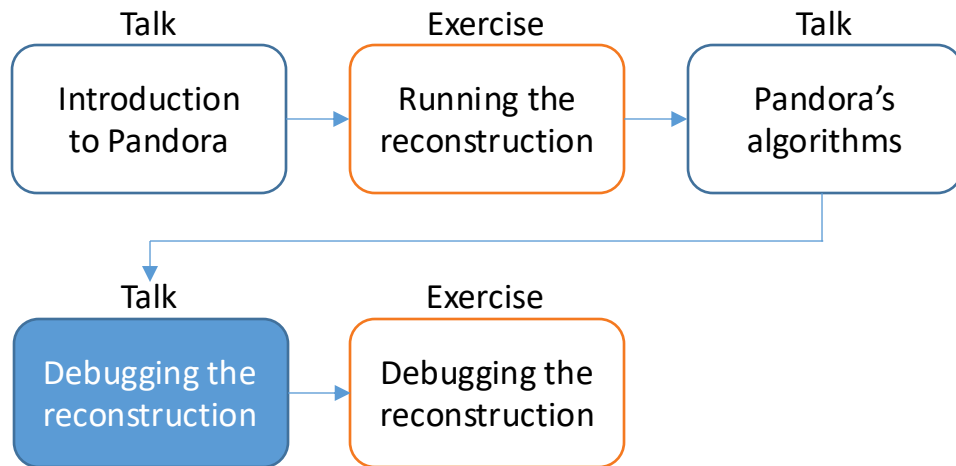 Talk
Exercise
Talk
Introduction
to Pandora
Running the
reconstruction
Pandora’s
algorithms
Talk
Exercise
Debugging the
reconstruction
Debugging the
reconstruction